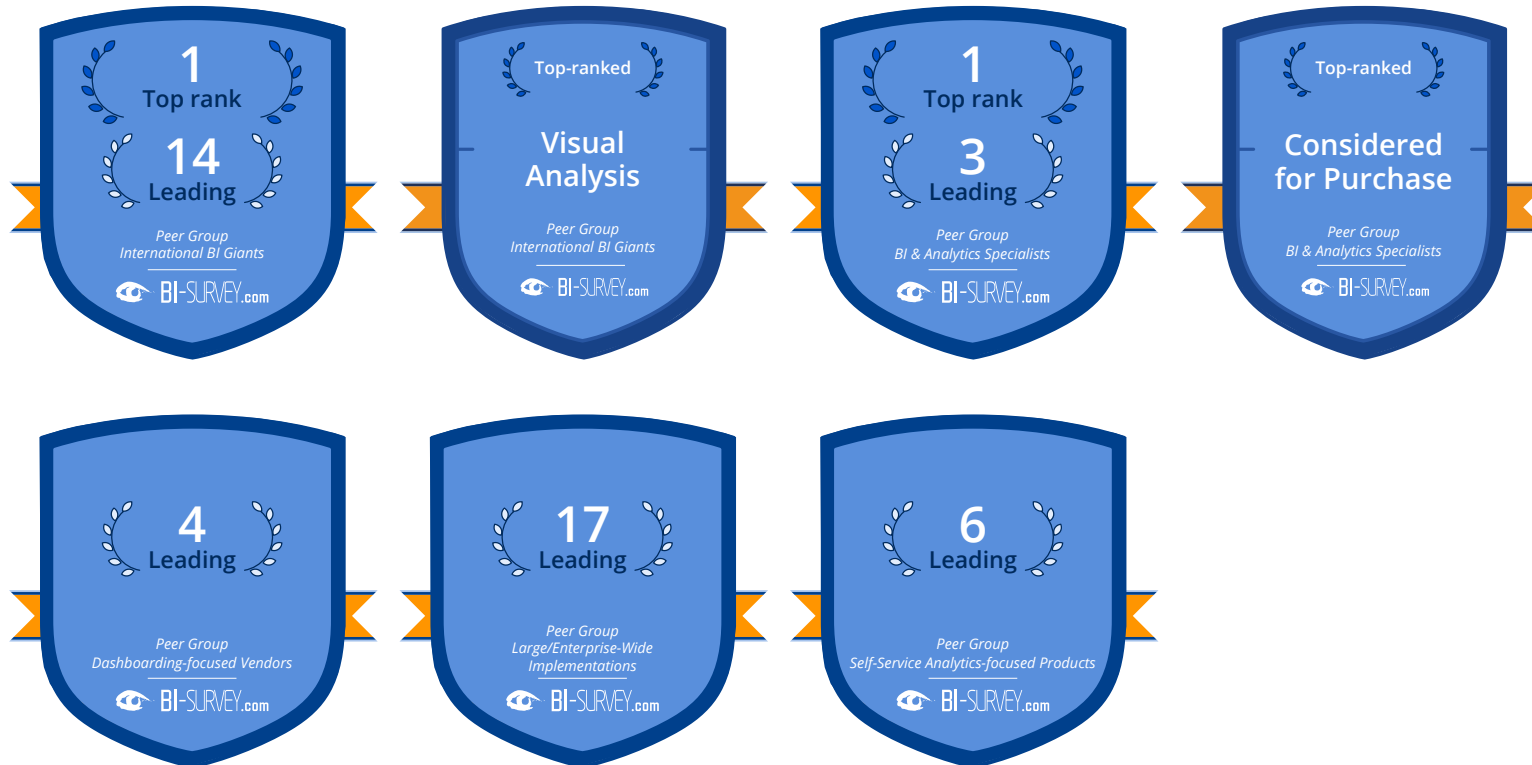 1
Top rank
14
Leading
Peer Group
International BI Giants
BI-SURVEY.com
Top-ranked
Visual
Analysis
Peer Group
International BI Giants
BI-SURVEY.com
1
Top rank
3
Leading
Peer Group
BI & Analytics Specialists
BI-SURVEY.com
Top-ranked
Considered
for Purchase
Peer Group
BI & Analytics Specialists
BI-SURVEY.com
4
Leading
Peer Group
Dashboarding-focused Vendors
BI-SURVEY.com
17
Leading
Peer Group
Large/Enterprise-Wide
Implementations
BI-SURVEY.com
6
Leading
Peer Group
Self-Service Analytics-focused Products
BI-SURVEY.com